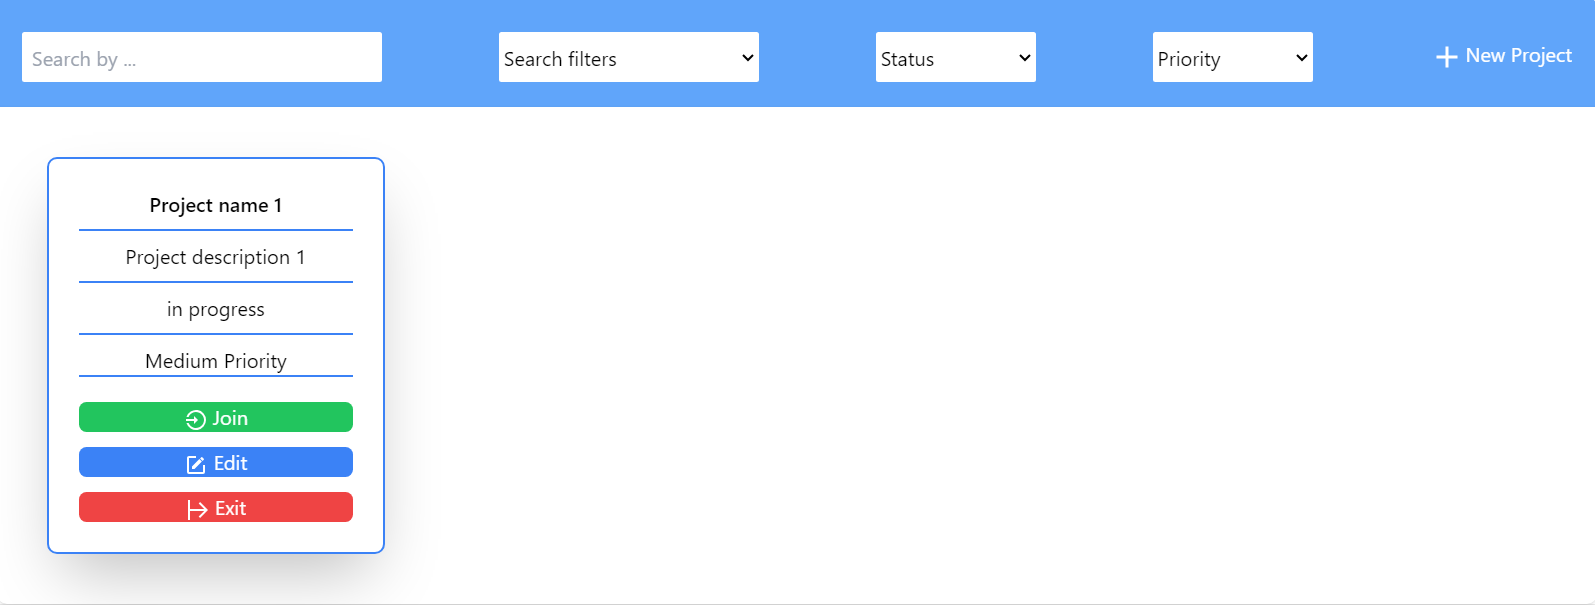 Search by ...
Search filters
Status
Priority
New Project
Project name 1
Project description 1
in progress
Medium Priority
Join
Edit
Exit